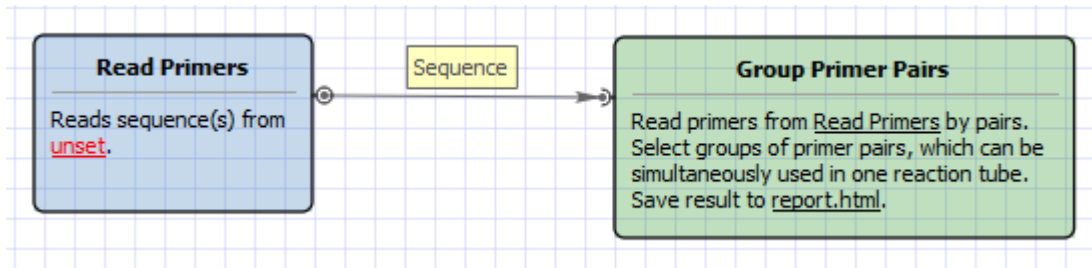 Read Primers
Reads sequence(s) from
unset.
Sequence
Group Primer Pairs
Read primers from Read Primers by pairs.
Select groups of primer pairs, which can be
simultaneously used in one reaction tube.
Save result to report.html.